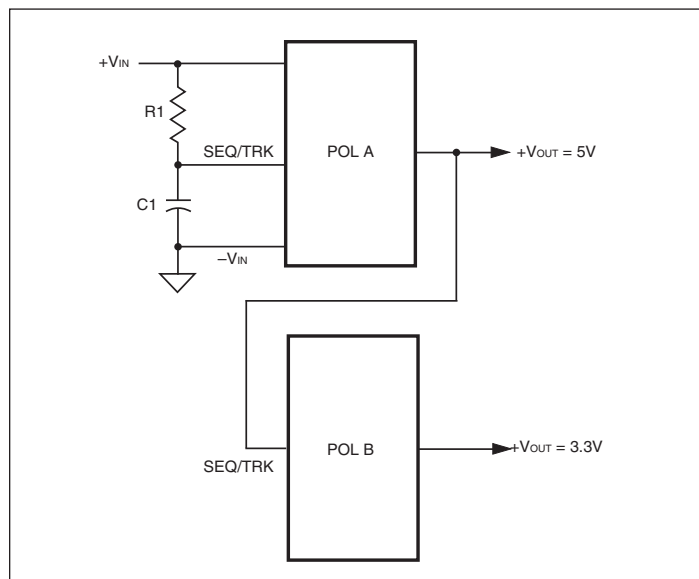 +VIN
R1
SEQ/TRK
POL A
+VOUT = 5V
C1
–VIN
POL B
+VOUT = 3.3V
SEQ/TRK